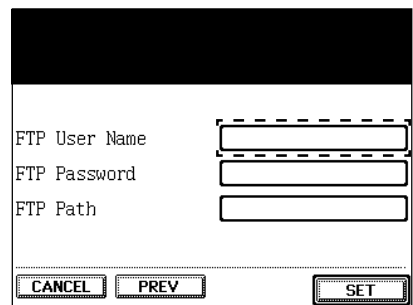 FTP User Name
FTP Password
FTP Path
CANCEL PREV SET